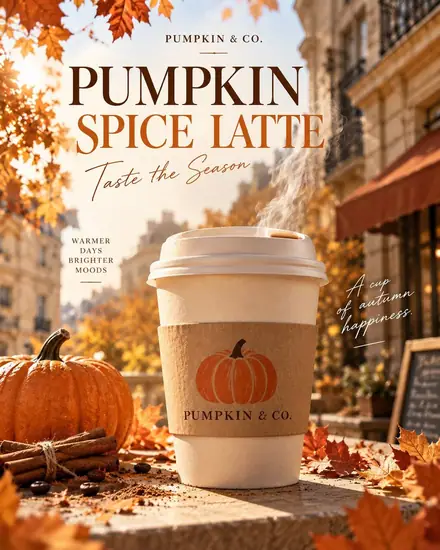 PUMPKIN & CO.
PUMPKIN
SPICE LATTE
Taste the Season
WARMER
DAYS
BRIGHTER
MOODS
A cup
of autumn
happiness.
PUMPKIN & CO.